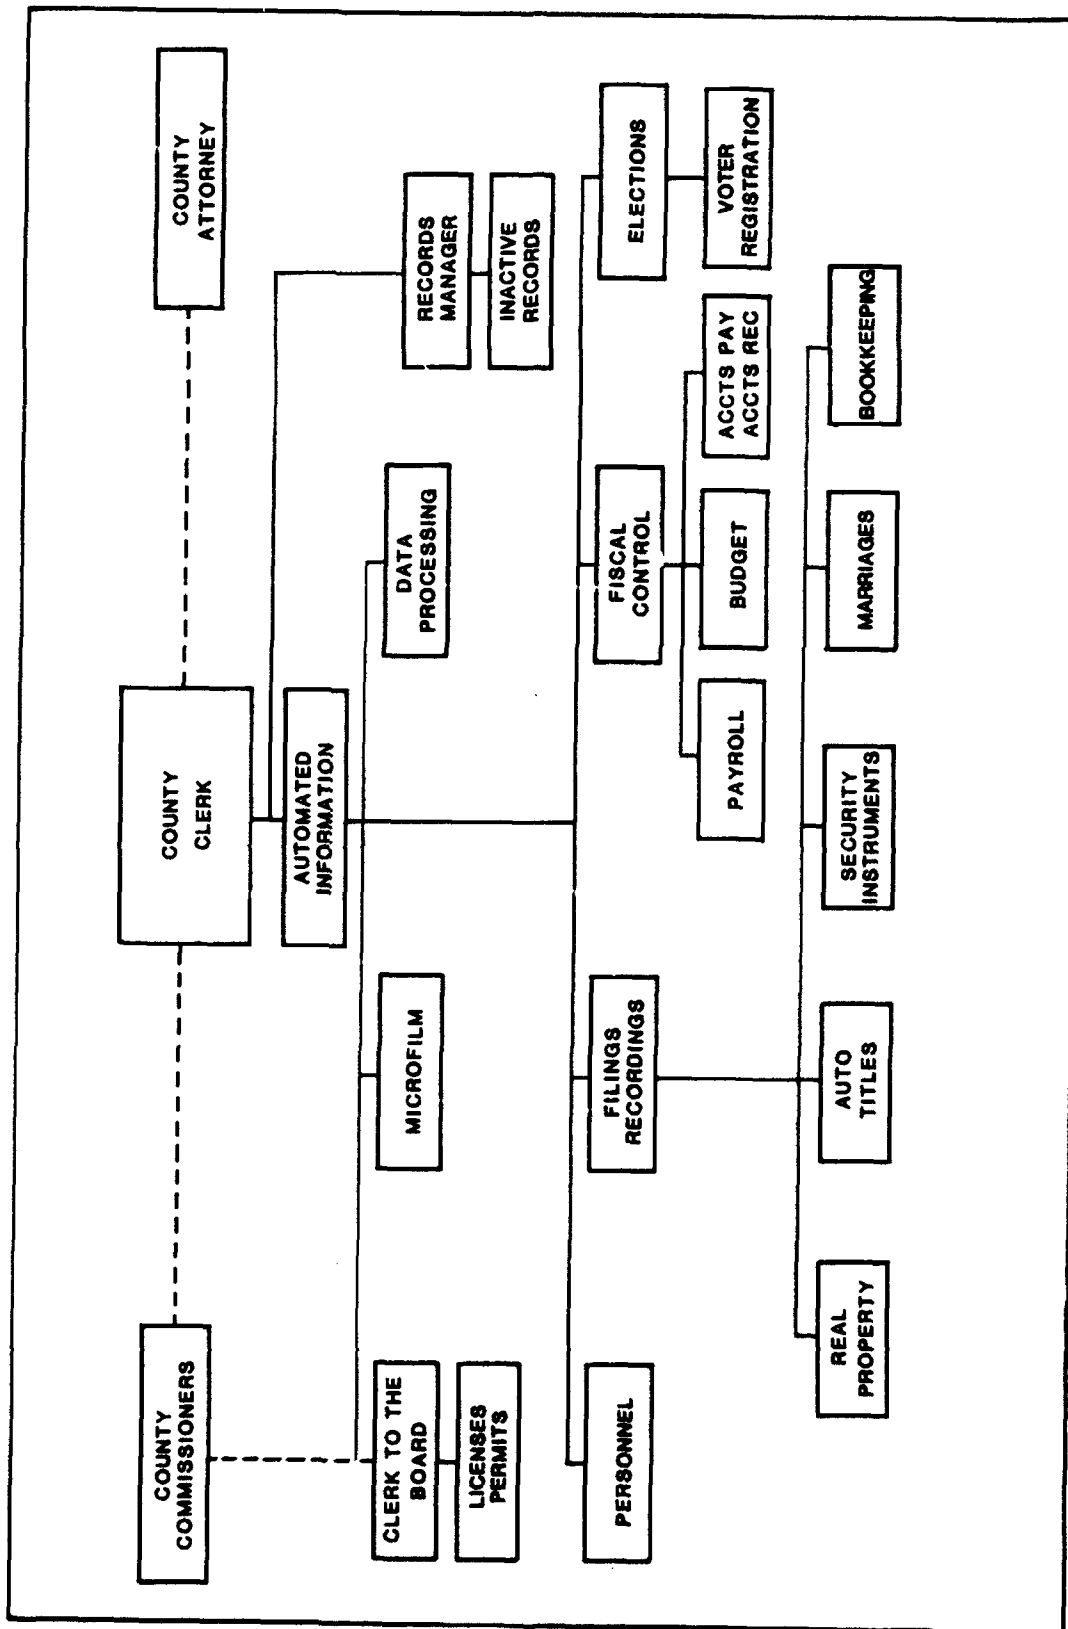 COUNTY
COMMISSIONERS
COUNTY
CLERK
COUNTY
ATTORNEY
AUTOMATED
INFORMATION
CLERK TO THE
BOARD
LICENSES
PERMITS
MICROFILM
DATA
PROCESSING
RECORDS
MANAGER
INACTIVE
RECORDS
PERSONNEL
FILINGS
RECORDINGS
FISCAL
CONTROL
ELECTIONS
PAYROLL
BUDGET
ACCTS PAY
ACCTS REC
VOTER
REGISTRATION
REAL
PROPERTY
AUTO
TITLES
SECURITY
INSTRUMENTS
MARRIAGES
BOOKKEEPING